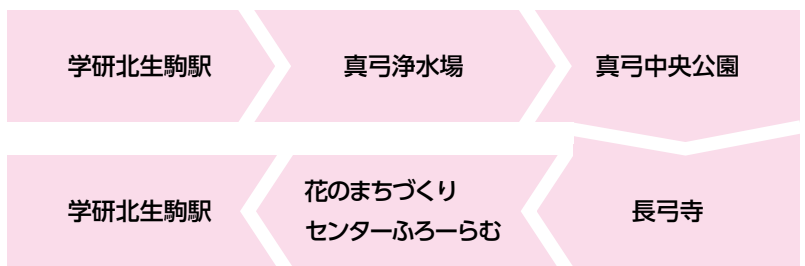 学研北生駒駅
真弓浄水場
真弓中央公園
長弓寺
花のまちづくり
センターふろーらむ
学研北生駒駅